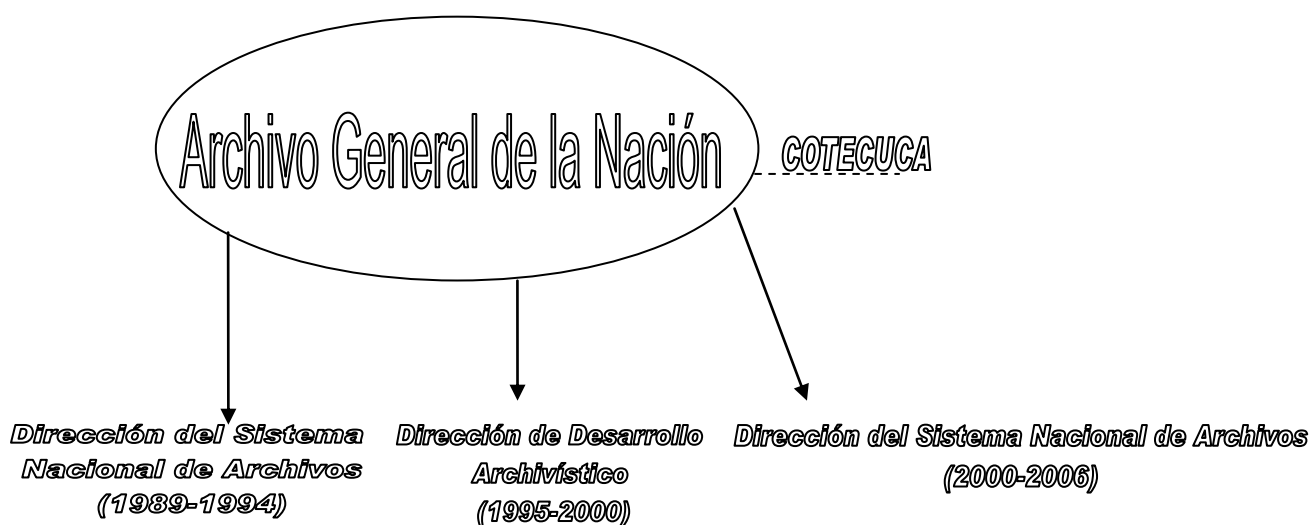 Archivo General de la Nación
COTECUCA
Dirección del Sistema
Nacional de Archivos
(1989-1994)
Dirección de Desarrollo
Archivístico
(1995-2000)
Dirección del Sistema Nacional de Archivos
(2000-2006)